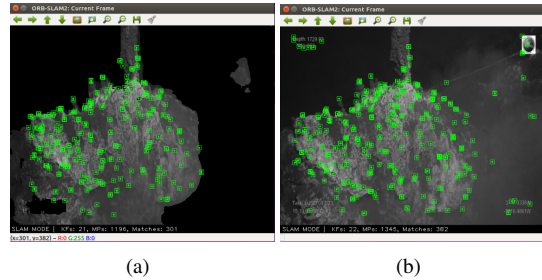 ORB-SLAM2: Current Frame
SLAM MODE | KFs: 21, MPs: 1196, Matches: 301
(x=301, y=382) ~ R:0 G:255 B:0
(a)
ORB-SLAM2: Current Frame
SLAM MODE | KFs: 22, MPs: 1345, Matches: 382
(b)